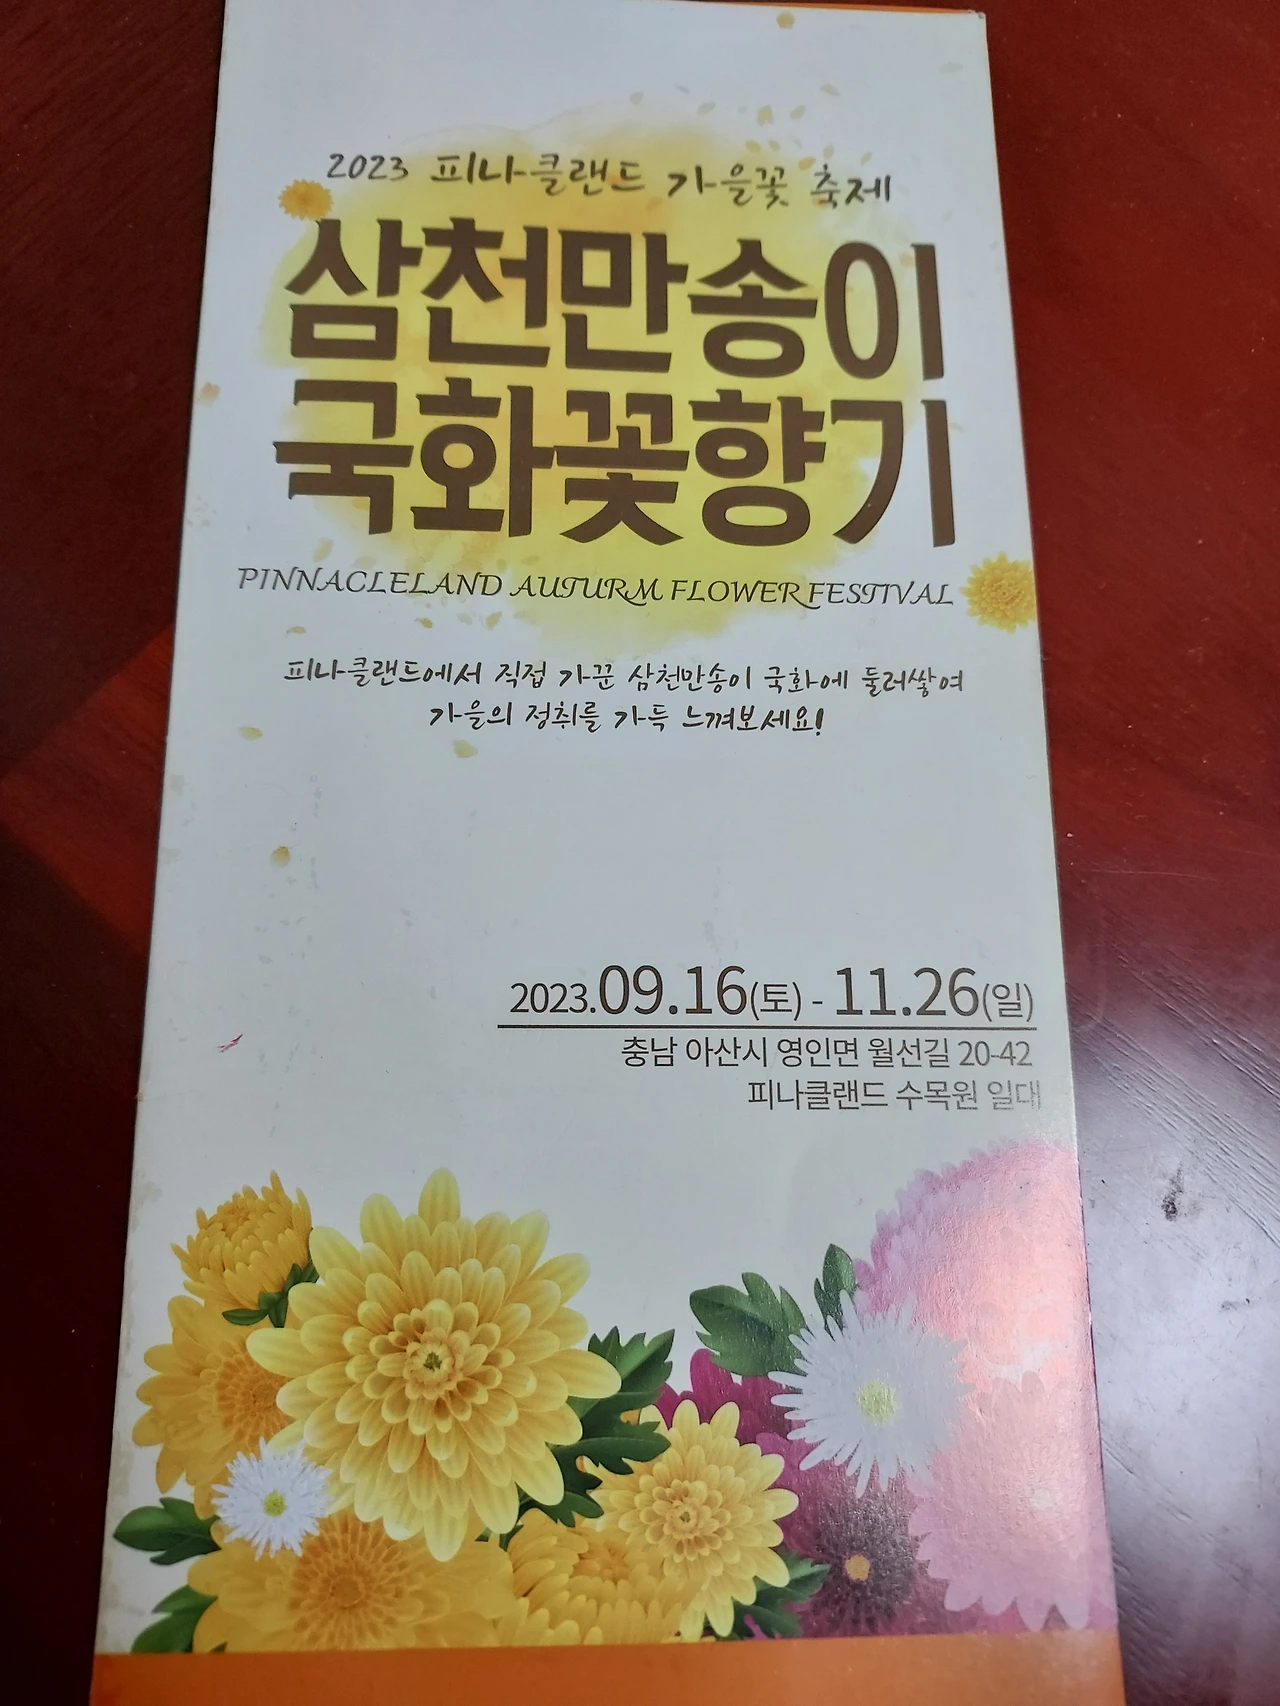 2023 피나클랜드 가을꽃 축제
삼천만송이
국화꽃향기
PINNACLELAND AUTURM FLOWER FESTIVAL
피나클랜드에서 직접 가꾼 삼천만송이 국화에 둘러쌓여
가을의 정취를 가득 느껴보세요!
2023.09.16(토) - 11.26(일)
충남 아산시 영인면 월선길 20-42
피나클랜드 수목원 일대